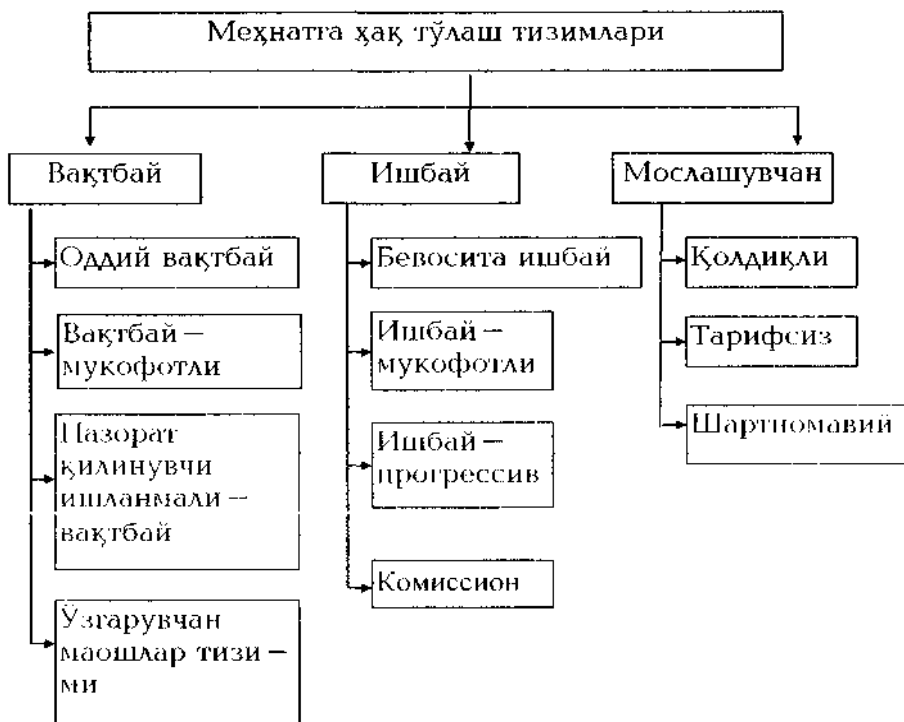 Меҳнатга ҳақ тўлаш тизимлари
Вақтбай
Ишбай
Мослашувчан
Оддий вақтбай
Вақтбай –
мукофотли
Назорат
қилинувчи
ишланмали –
вақтбай
Ўзгарувчан
маошлар тизи –
ми
Бевосита ишбай
Ишбай –
мукофотли
Ишбай –
прогрессив
Комиссион
Қолдиқли
Тарифсиз
Шартномавий